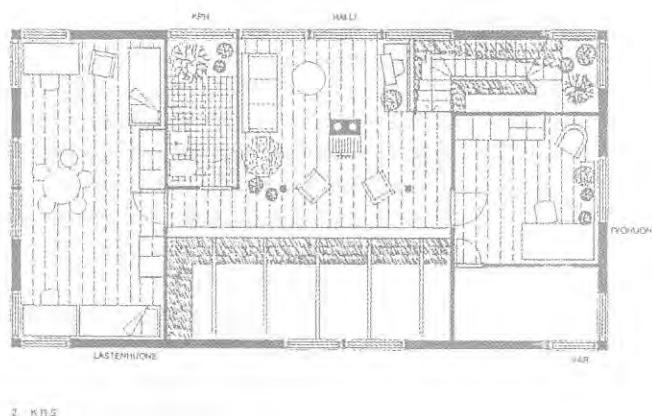 KPH
HALLI
TYÖHUONE
LASTENHUONE
VAR
2. KRS